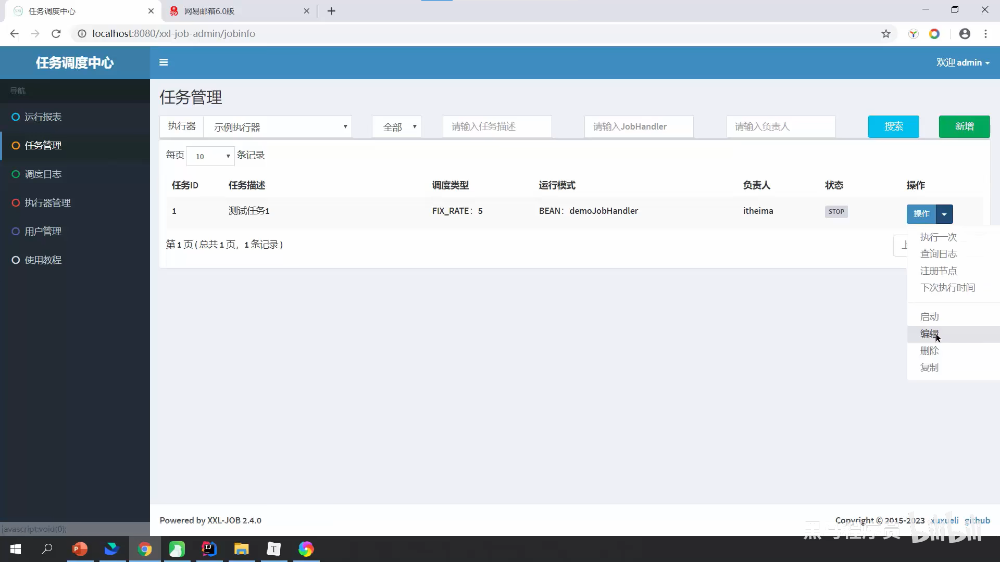 任务调度中心
网易邮箱6.0版
localhost:8080/xxl-job-admin/jobinfo
任务调度中心
欢迎 admin
导航
运行报表
任务管理
调度日志
执行器管理
用户管理
使用教程
任务管理
执行器 示例执行器 全部 请输入任务描述 请输入JobHandler 请输入负责人 搜索 新增
每页 10 条记录
任务ID 任务描述 调度类型 运行模式 负责人 状态 操作
1 测试任务1 FIX_RATE：5 BEAN：demoJobHandler itheima STOP 操作
第 1 页 ( 总共 1 页，1 条记录 )
上
执行一次
查询日志
注册节点
下次执行时间
启动
编辑
删除
复制
Powered by XXL-JOB 2.4.0
Copyright © 2015-2023 xuxueli github
黑马程序员 bilibili
javascript:void(0);